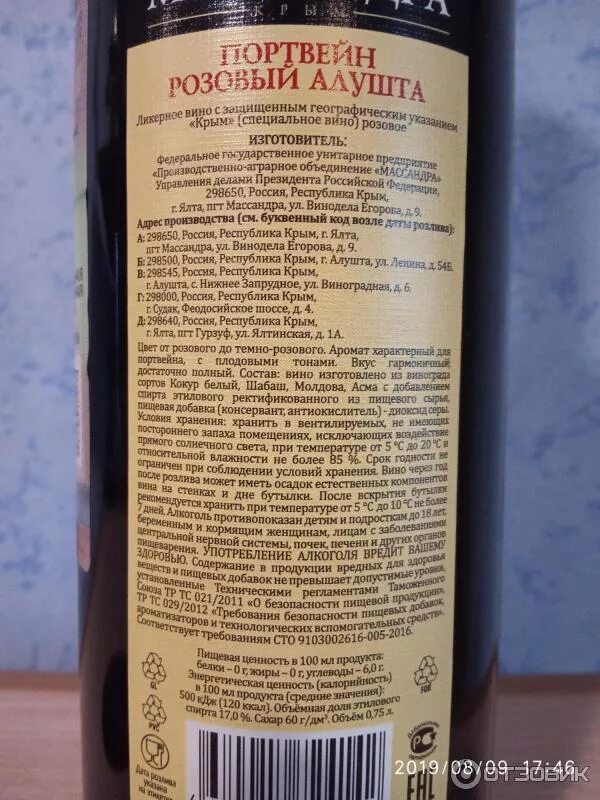 КРЫМ
ПОРТВЕЙН
РОЗОВЫЙ АЛУШТА
Ликерное вино с защищенным географическим указанием
«Крым» (специальное вино) розовое
ИЗГОТОВИТЕЛЬ:
Федеральное государственное унитарное предприятие
«Производственно-аграрное объединение «МАССАНДРА»
Управления делами Президента Российской Федерации,
298650, Россия, Республика Крым,
г. Ялта, пгт Массандра, ул. Винодела Егорова, д. 9.
Адрес производства (см. буквенный код возле даты розлива):
А: 298650, Россия, Республика Крым, г. Ялта,
пгт Массандра, ул. Винодела Егорова, д. 9.
Б: 298500, Россия, Республика Крым, г. Алушта, ул. Ленина, д. 54Б.
В: 298545, Россия, Республика Крым,
г. Алушта, с. Нижнее Запрудное, ул. Виноградная, д. 6.
Г: 298000, Россия, Республика Крым,
г. Судак, Феодосийское шоссе, д. 4.
Д: 298640, Россия, Республика Крым,
г. Ялта, пгт Гурзуф, ул. Ялтинская, д. 1А.
Цвет от розового до темно-розового. Аромат характерный для
портвейна, с плодовыми тонами. Вкус гармоничный,
достаточно полный. Состав: вино изготовлено из винограда
сортов Кокур белый, Шабаш, Молдова, Асма с добавлением
спирта этилового ректификованного из пищевого сырья,
пищевая добавка (консервант, антиокислитель) - диоксид серы.
Условия хранения: хранить в вентилируемых, не имеющих
постороннего запаха помещениях, исключающих воздействие
прямого солнечного света, при температуре от 5 °С до 20 °С и
относительной влажности не более 85 %. Срок годности не
ограничен при соблюдении условий хранения. Вино через год
после розлива может иметь осадок естественных компонентов
вина на стенках и дне бутылки. После вскрытия бутылки
рекомендуется хранить при температуре от 5 °С до 10 °С не более
7 дней. Алкоголь противопоказан детям и подросткам до 18 лет,
беременным и кормящим женщинам, лицам с заболеваниями
центральной нервной системы, почек, печени и других органов
пищеварения. УПОТРЕБЛЕНИЕ АЛКОГОЛЯ ВРЕДИТ ВАШЕМУ
ЗДОРОВЬЮ. Содержание в продукции вредных для здоровья
веществ и пищевых добавок не превышает допустимые уровни,
установленные Техническими регламентами Таможенного
Союза ТР ТС 021/2011 «О безопасности пищевой продукции»,
ТР ТС 029/2012 «Требования безопасности пищевых добавок,
ароматизаторов и технологических вспомогательных средств».
Соответствует требованиям СТО 9103002616-005-2016.
Пищевая ценность в 100 мл продукта:
белки – 0 г, жиры – 0 г, углеводы – 6,0 г.
Энергетическая ценность (калорийность)
в 100 мл продукта (средние значения):
500 кДж (120 ккал). Объёмная доля этилового
спирта 17,0 %. Сахар 60 г/дм³. Объём 0,75 л.
GL
FOR
PVC
Дата розлива
указана
на этикетке
ЕАС
2019/08/09 17:46
ОТЗОВИК